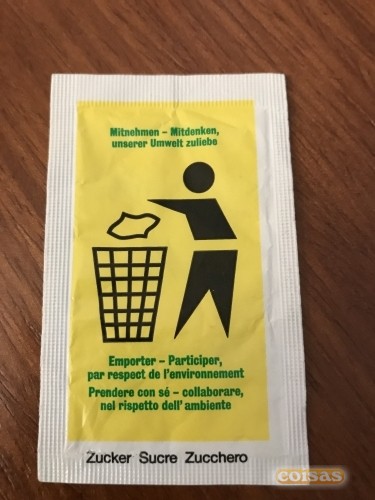 Mitnehmen – Mitdenken,
unserer Umwelt zuliebe
Emporter – Participer,
par respect de l'environnement
Prendere con sé – collaborare,
nel rispetto dell'ambiente
Zucker Sucre Zucchero
coisas